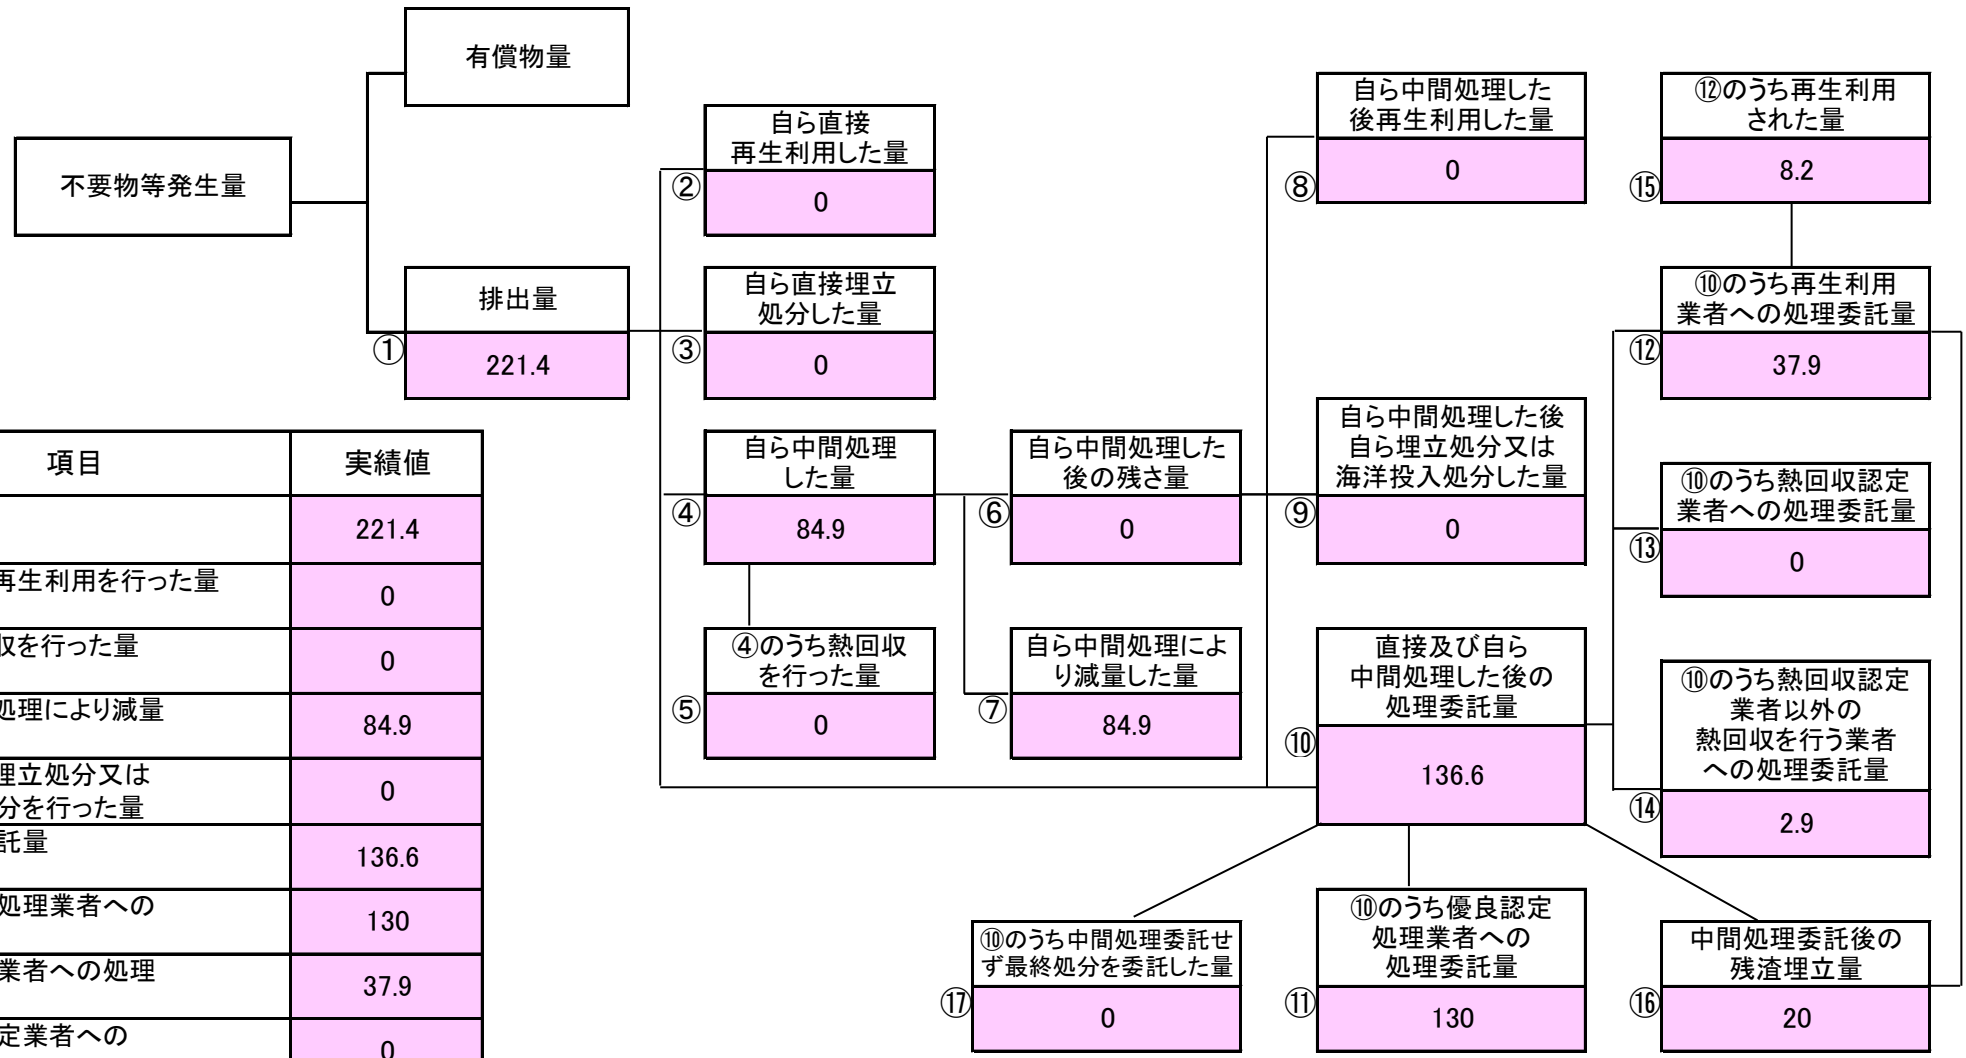 有償物量
不要物等発生量
排出量
①
221.4
自ら直接
再生利用した量
②
0
自ら直接埋立
処分した量
③
0
自ら中間処理
した量
④
84.9
④のうち熱回収
を行った量
⑤
0
自ら中間処理した
後の残さ量
⑥
0
自ら中間処理によ
り減量した量
⑦
84.9
自ら中間処理した
後再生利用した量
⑧
0
自ら中間処理した後
自ら埋立処分又は
海洋投入処分した量
⑨
0
直接及び自ら
中間処理した後の
処理委託量
⑩
136.6
⑫のうち再生利用
された量
⑮
8.2
⑩のうち再生利用
業者への処理委託量
⑫
37.9
⑩のうち熱回収認定
業者への処理委託量
⑬
0
⑩のうち熱回収認定
業者以外の
熱回収を行う業者
への処理委託量
⑭
2.9
⑩のうち中間処理委託せ
ず最終処分を委託した量
⑰
0
⑩のうち優良認定
処理業者への
処理委託量
⑪
130
中間処理委託後の
残渣埋立量
⑯
20
項目
実績値
221.4
再生利用を行った量
0
収を行った量
0
処理により減量
84.9
埋立処分又は
分を行った量
0
託量
136.6
処理業者への
130
業者への処理
37.9
定業者への
0